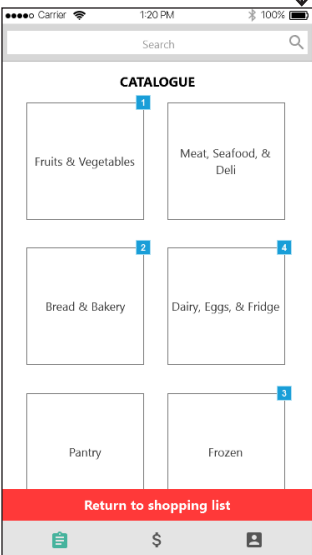 Carrier 1:20 PM 100%
Search
CATALOGUE
1
Fruits & Vegetables
Meat, Seafood, &
Deli
2
4
Bread & Bakery
Dairy, Eggs, & Fridge
3
Pantry
Frozen
Return to shopping list
$